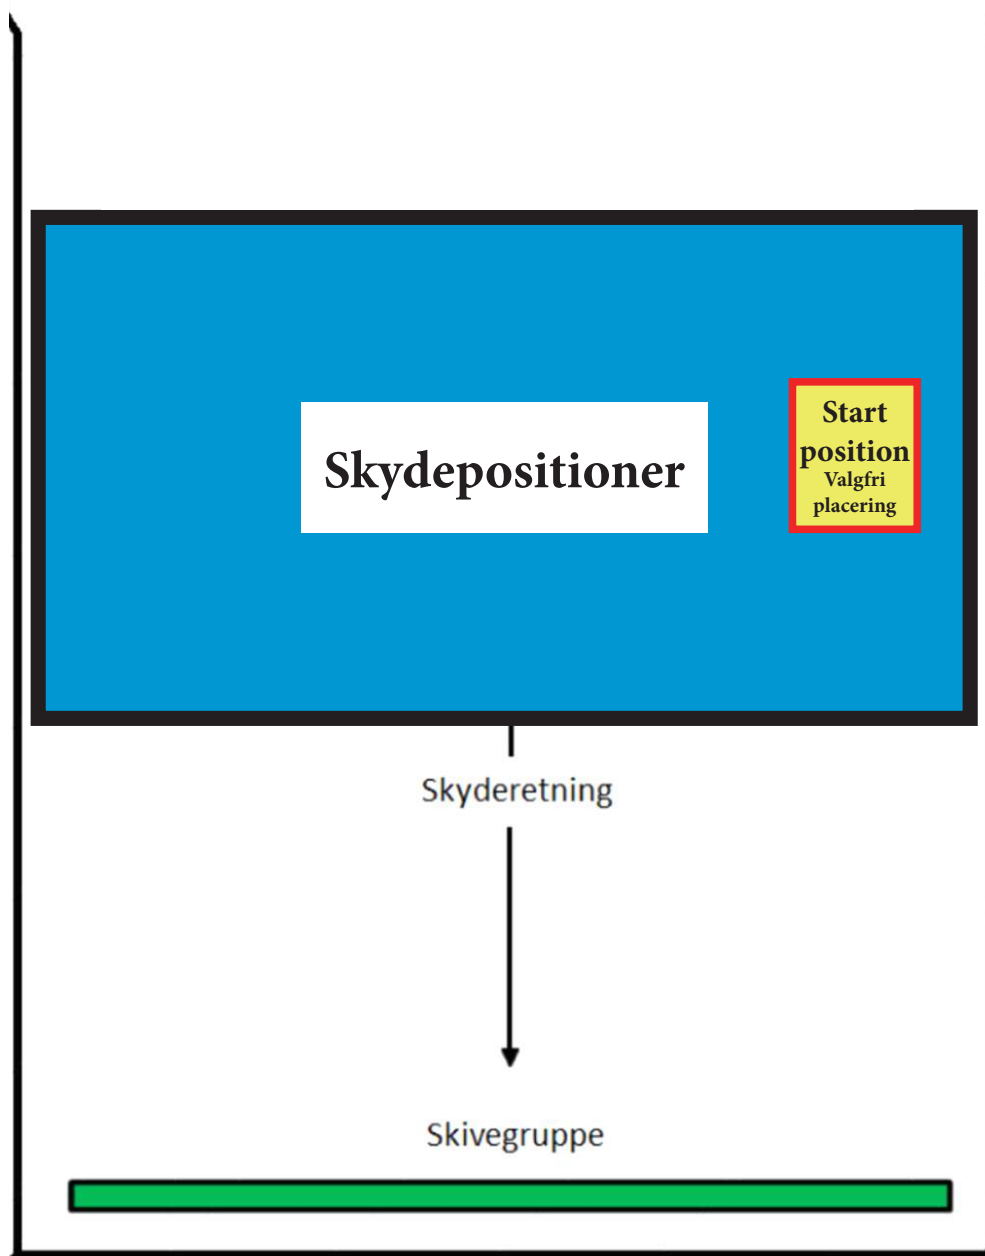 Start
position
Valgfri
placering
Skydepositioner
Skyderetning
Skivegruppe